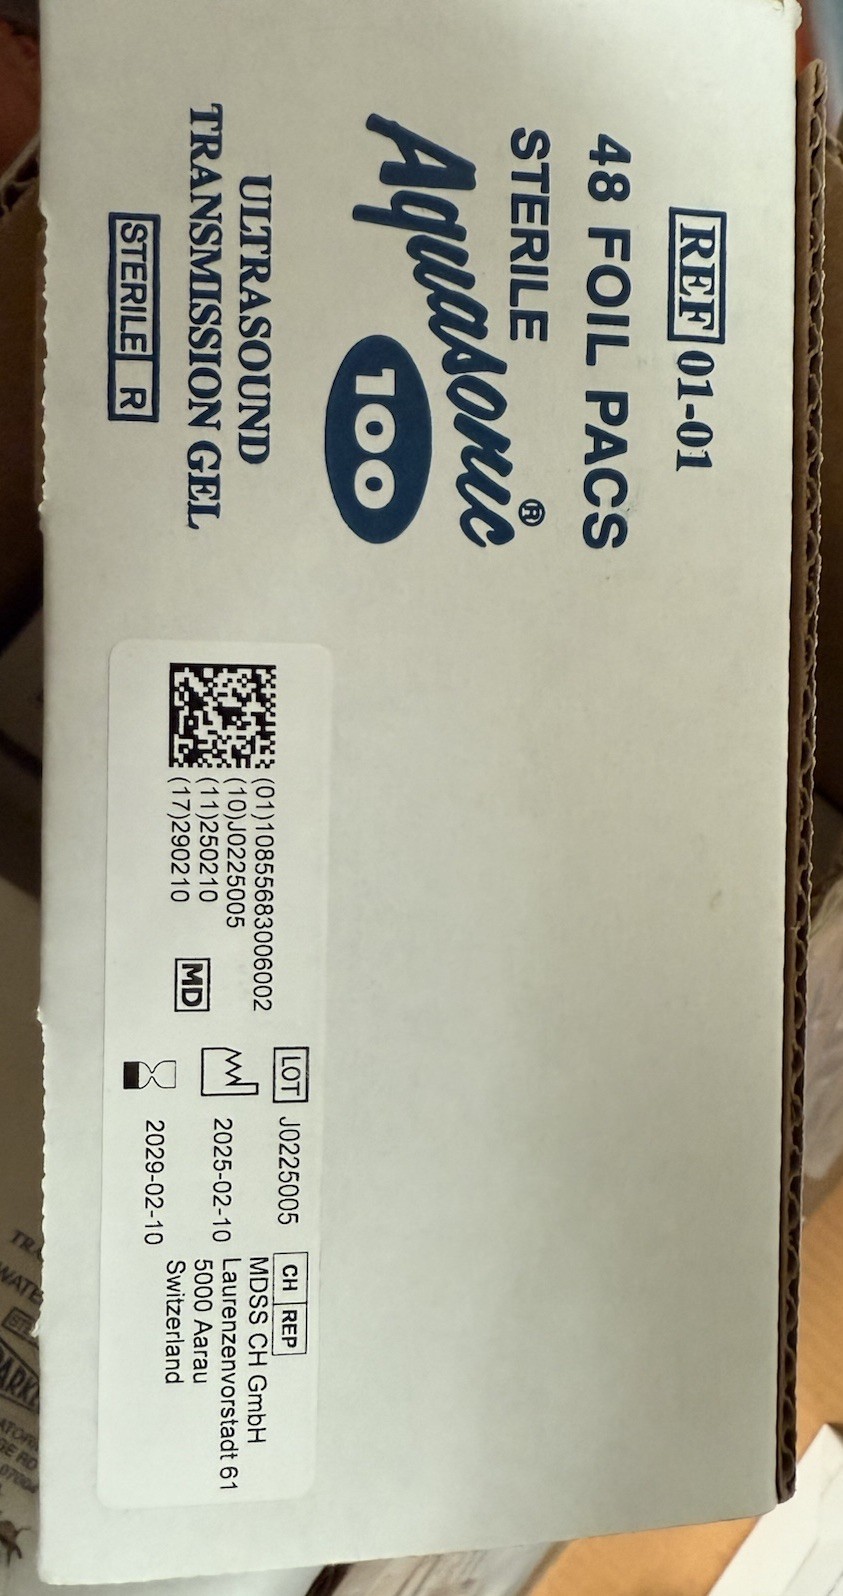 REF 01-01
48 FOIL PACS
STERILE
Aquasonic®
100
ULTRASOUND
TRANSMISSION GEL
STERILE R
(01)10855683006002
(10)J0225005
(11)250210
(17)290210
MD
LOT J0225005
2025-02-10
2029-02-10
CH REP
MDSS CH GmbH
Laurenzenvorstadt 61
5000 Aarau
Switzerland